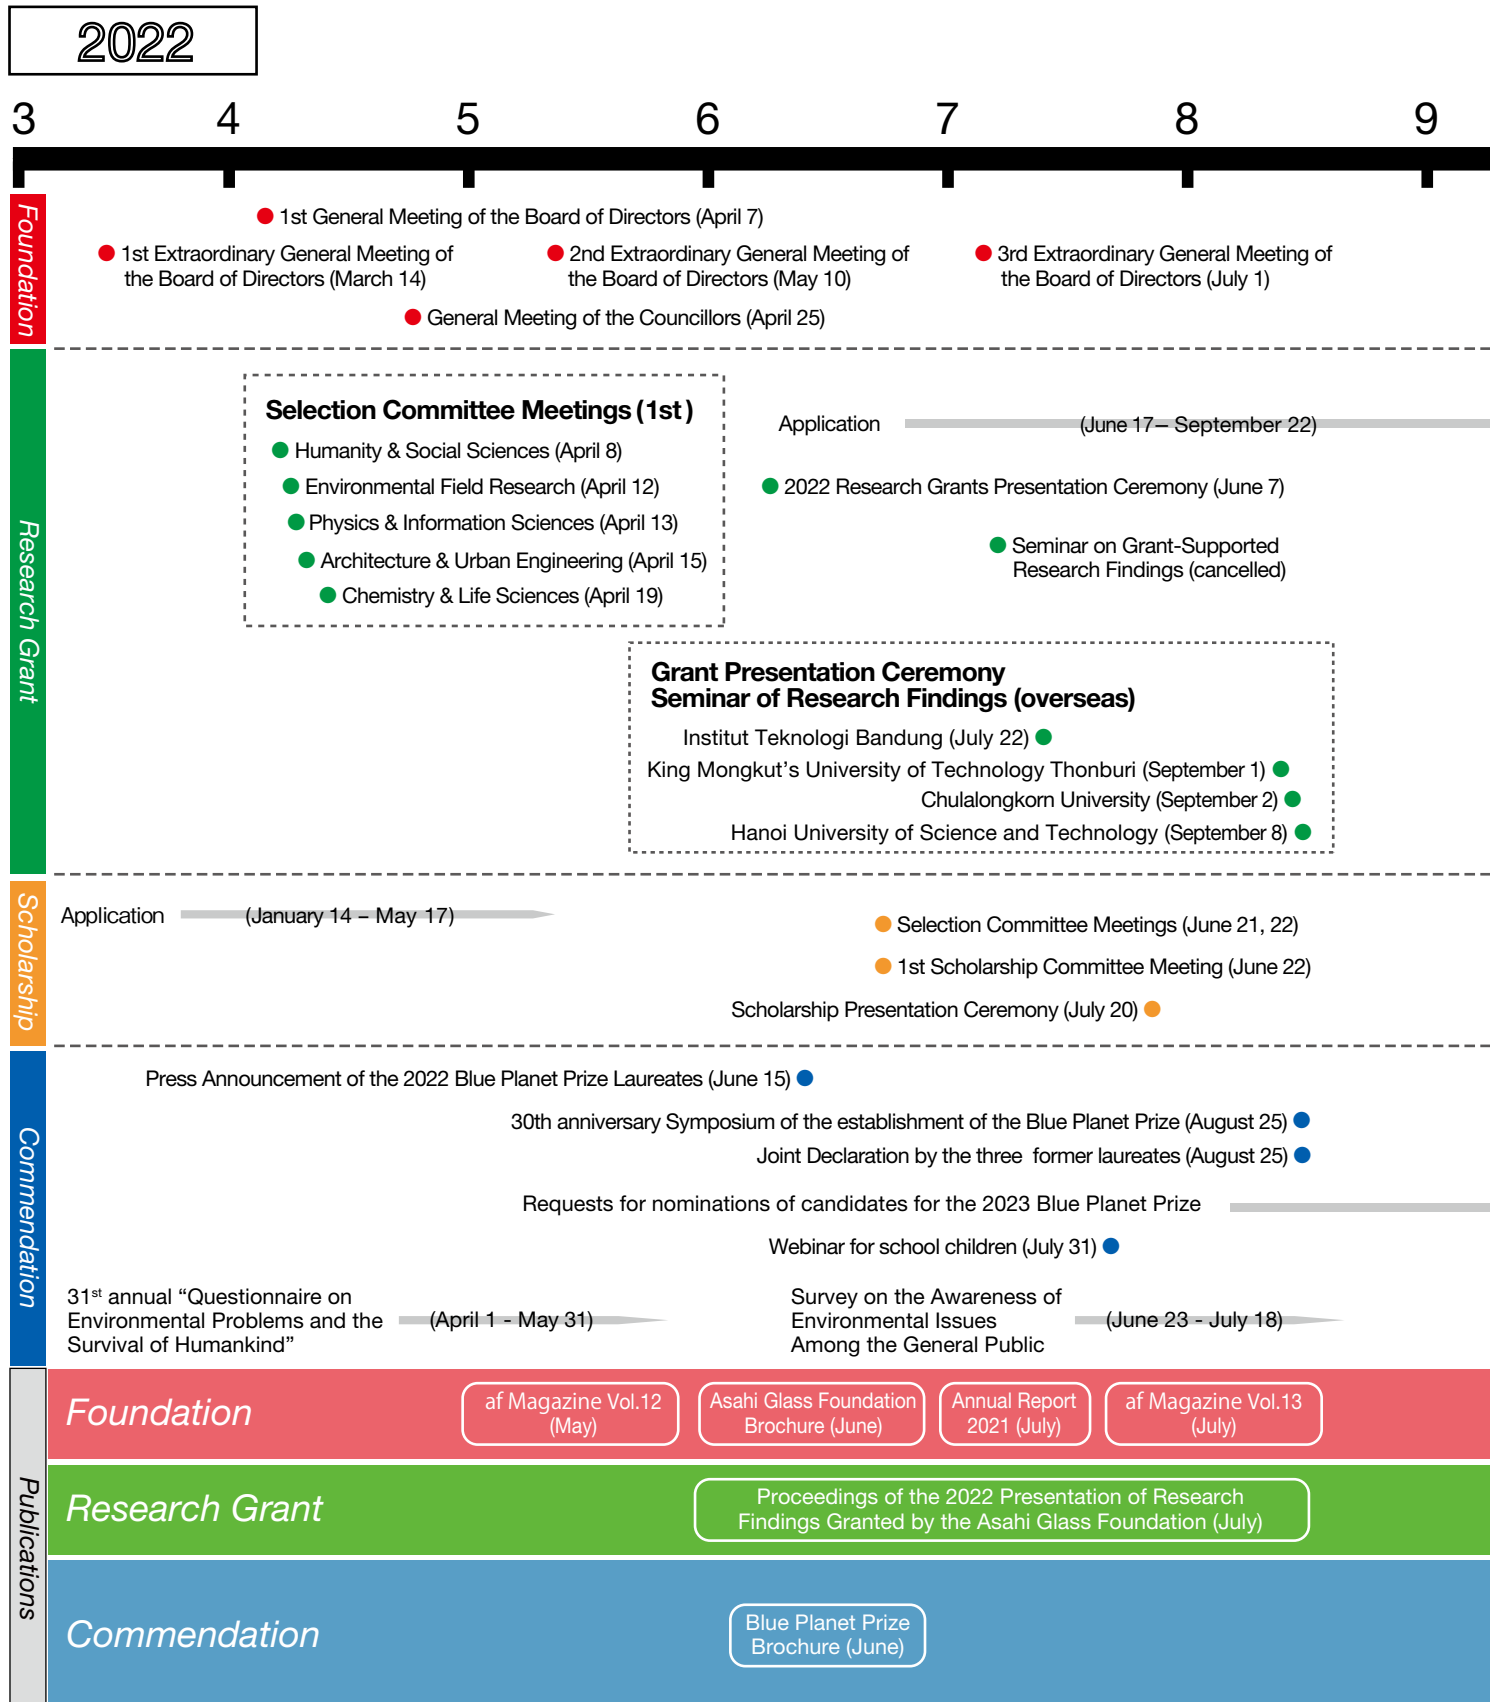 2022
3 4 5 6 7 8 9
Foundation
1st General Meeting of the Board of Directors (April 7)
1st Extraordinary General Meeting of
the Board of Directors (March 14)
2nd Extraordinary General Meeting of
the Board of Directors (May 10)
3rd Extraordinary General Meeting of
the Board of Directors (July 1)
General Meeting of the Councillors (April 25)
Research Grant
Selection Committee Meetings (1st)
Humanity & Social Sciences (April 8)
Environmental Field Research (April 12)
Physics & Information Sciences (April 13)
Architecture & Urban Engineering (April 15)
Chemistry & Life Sciences (April 19)
Application (June 17– September 22)
2022 Research Grants Presentation Ceremony (June 7)
Seminar on Grant-Supported
Research Findings (cancelled)
Grant Presentation Ceremony
Seminar of Research Findings (overseas)
Institut Teknologi Bandung (July 22)
King Mongkut's University of Technology Thonburi (September 1)
Chulalongkorn University (September 2)
Hanoi University of Science and Technology (September 8)
Scholarship
Application (January 14 – May 17)
Selection Committee Meetings (June 21, 22)
1st Scholarship Committee Meeting (June 22)
Scholarship Presentation Ceremony (July 20)
Commendation
Press Announcement of the 2022 Blue Planet Prize Laureates (June 15)
30th anniversary Symposium of the establishment of the Blue Planet Prize (August 25)
Joint Declaration by the three former laureates (August 25)
Requests for nominations of candidates for the 2023 Blue Planet Prize
Webinar for school children (July 31)
31st annual “Questionnaire on
Environmental Problems and the
Survival of Humankind”
(April 1 - May 31)
Survey on the Awareness of
Environmental Issues
Among the General Public
(June 23 - July 18)
Publications
Foundation
af Magazine Vol.12
(May)
Asahi Glass Foundation
Brochure (June)
Annual Report
2021 (July)
af Magazine Vol.13
(July)
Research Grant
Proceedings of the 2022 Presentation of Research
Findings Granted by the Asahi Glass Foundation (July)
Commendation
Blue Planet Prize
Brochure (June)